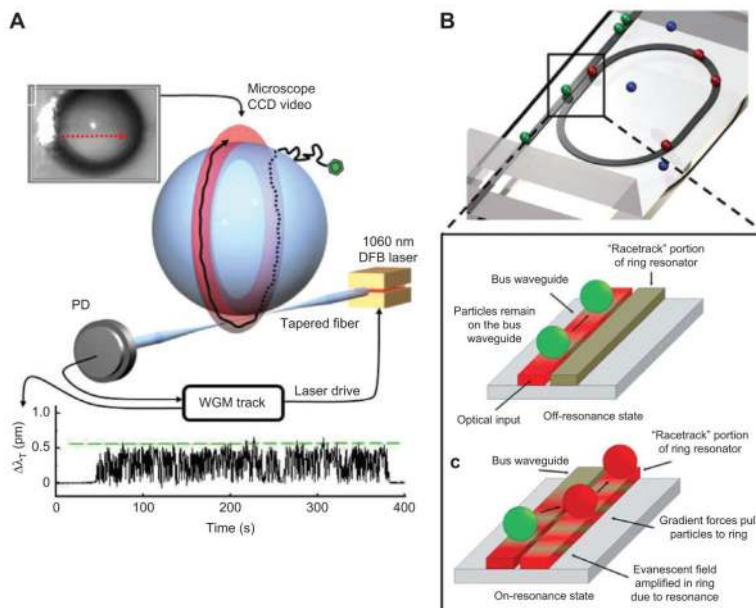 A
Microscope
CCD video
1060 nm
DFB laser
PD
Tapered fiber
WGM track
Laser drive
1.0
0.5
0
ΔλT (pm)
0
100
200
300
400
Time (s)
B
"Racetrack" portion
of ring resonator
Bus waveguide
Particles remain
on the bus
waveguide
Optical input
Off-resonance state
c
"Racetrack" portion
of ring resonator
Bus waveguide
Gradient forces pul
particles to ring
Evanescent field
amplified in ring
due to resonance
On-resonance state